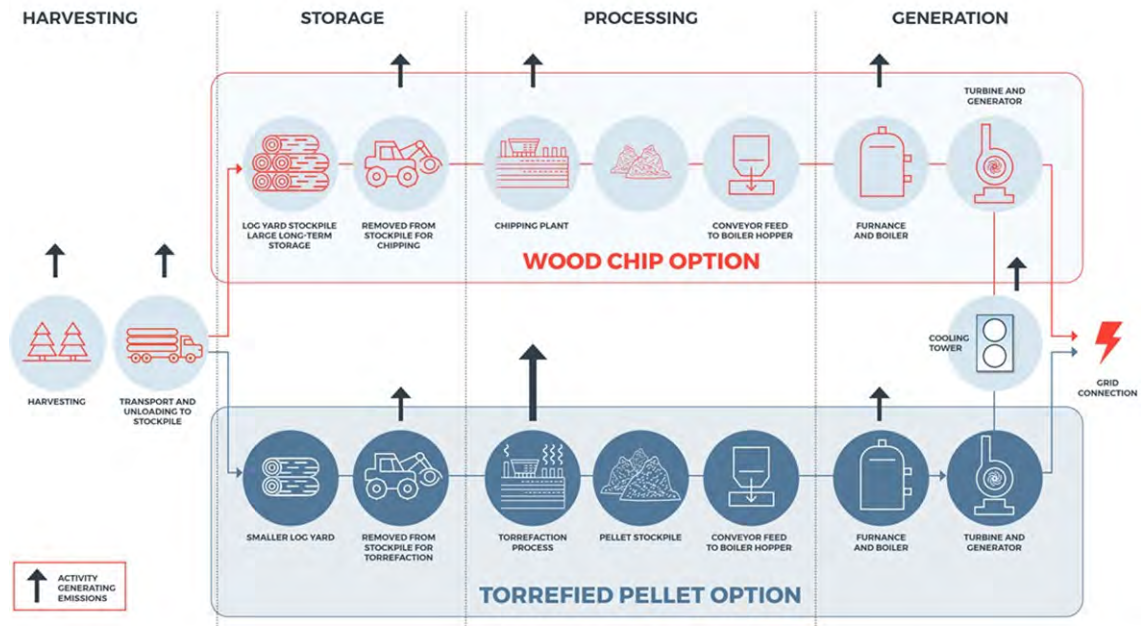 HARVESTING
STORAGE
PROCESSING
GENERATION
TURBINE AND
GENERATOR
LOG YARD STOCKPILE
LARGE LONG-TERM
STORAGE
REMOVED FROM
STOCKPILE FOR
CHIPPING
CHIPPING PLANT
CONVEYOR FEED
TO BOILER HOPPER
FURNANCE
AND BOILER
WOOD CHIP OPTION
HARVESTING
TRANSPORT AND
UNLOADING TO
STOCKPILE
COOLING
TOWER
GRID
CONNECTION
SMALLER LOG YARD
REMOVED FROM
STOCKPILE FOR
TORREFACTION
TORREFACTION
PROCESS
PELLET STOCKPILE
CONVEYOR FEED
TO BOILER HOPPER
FURNANCE
AND BOILER
TURBINE AND
GENERATOR
TORREFIED PELLET OPTION
ACTIVITY
GENERATING
EMISSIONS